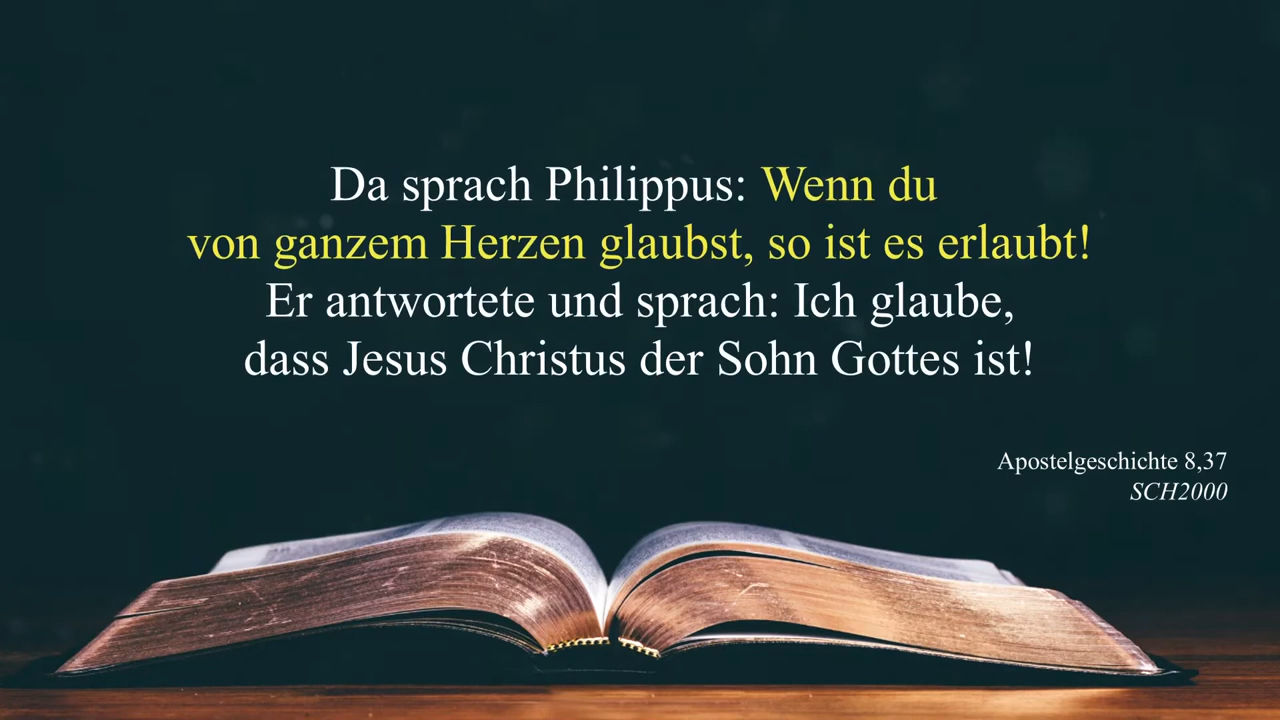 Da sprach Philippus: Wenn du
von ganzem Herzen glaubst, so ist es erlaubt!
Er antwortete und sprach: Ich glaube,
dass Jesus Christus der Sohn Gottes ist!
Apostelgeschichte 8,37
SCH2000